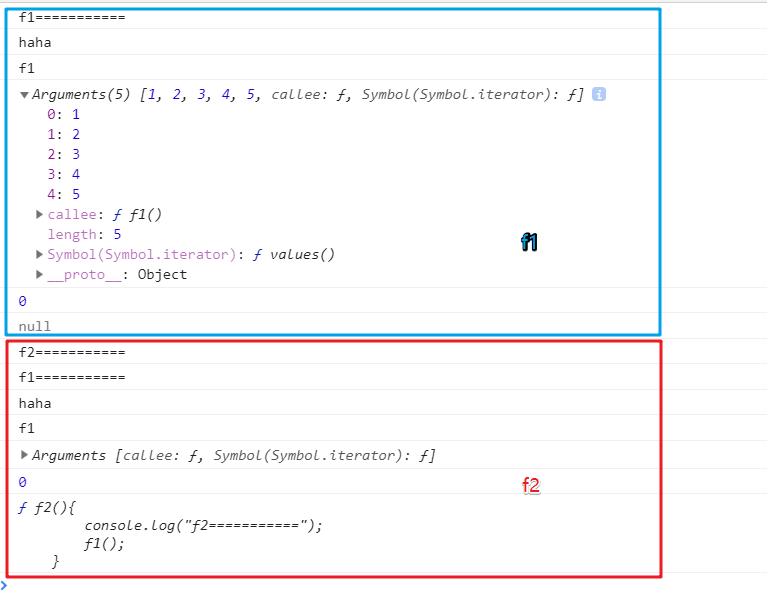 f1===========
haha
f1
▼Arguments(5) [1, 2, 3, 4, 5, callee: ƒ, Symbol(Symbol.iterator): ƒ] i
0: 1
1: 2
2: 3
3: 4
4: 5
▶callee: ƒ f1()
length: 5
▶Symbol(Symbol.iterator): ƒ values()
▶__proto__: Object
f1
0
null
f2===========
f1===========
haha
f1
▶Arguments [callee: ƒ, Symbol(Symbol.iterator): ƒ]
0
f2
ƒ f2(){
console.log("f2===========");
f1();
}
>